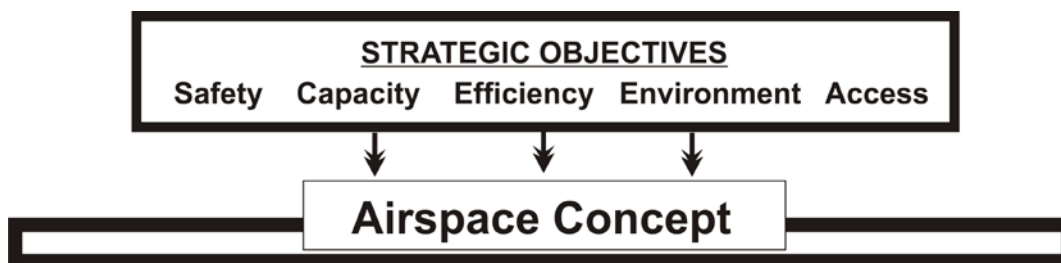 STRATEGIC OBJECTIVES
Safety Capacity Efficiency Environment Access
Airspace Concept